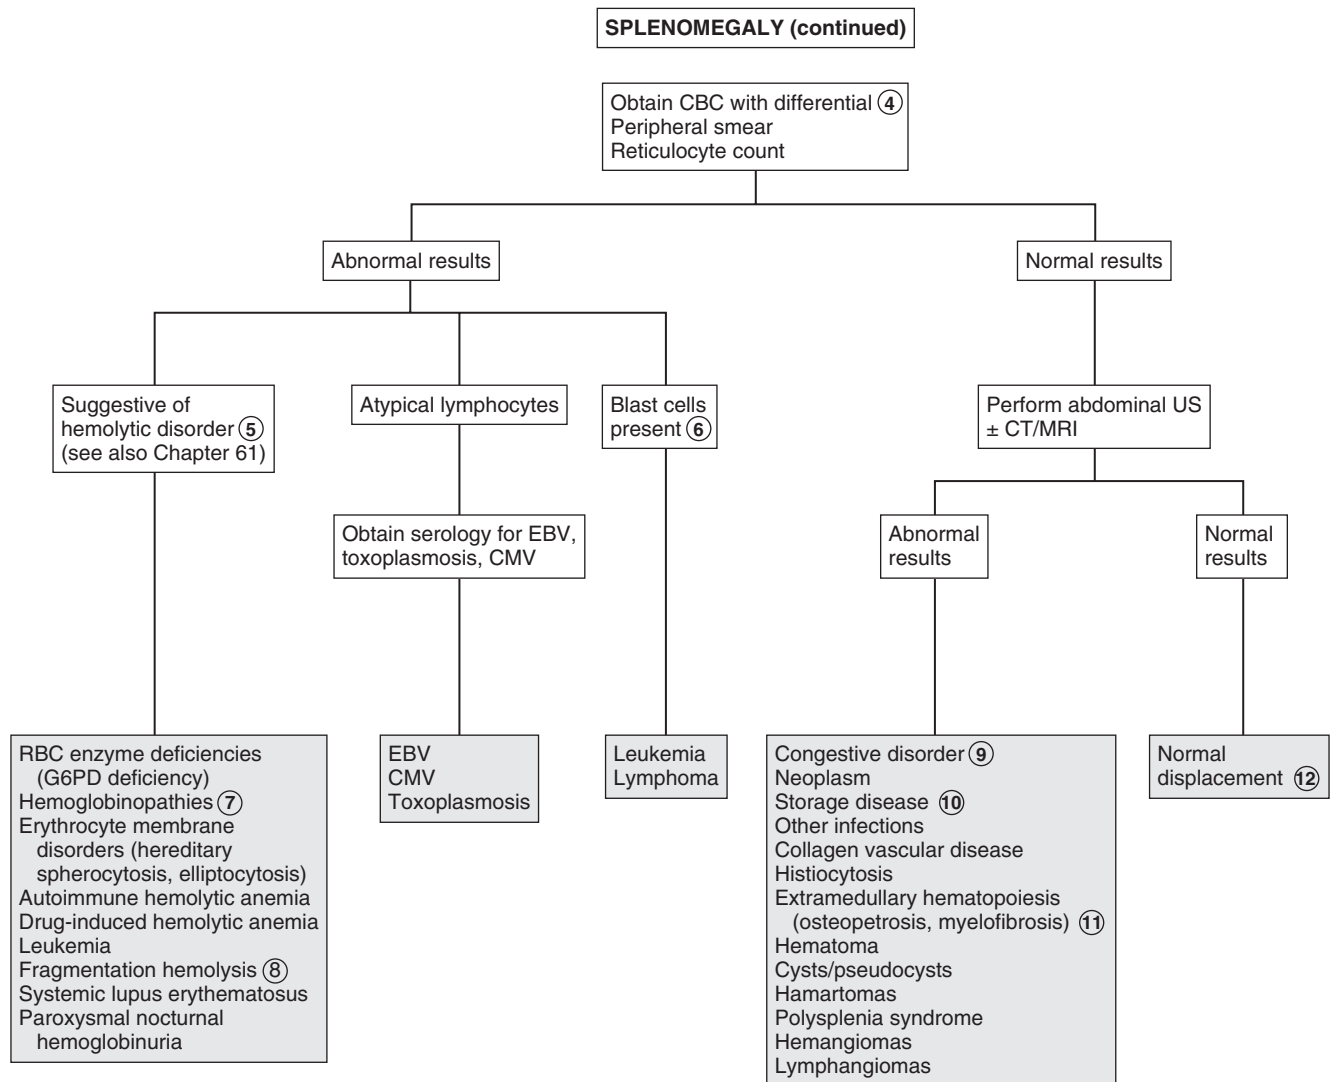 SPLENOMEGALY (continued)
Obtain CBC with differential ④
Peripheral smear
Reticulocyte count
Abnormal results
Normal results
Suggestive of
hemolytic disorder ⑤
(see also Chapter 61)
Atypical lymphocytes
Blast cells
present ⑥
Perform abdominal US
± CT/MRI
Obtain serology for EBV,
toxoplasmosis, CMV
Abnormal
results
Normal
results
RBC enzyme deficiencies
(G6PD deficiency)
Hemoglobinopathies ⑦
Erythrocyte membrane
disorders (hereditary
spherocytosis, elliptocytosis)
Autoimmune hemolytic anemia
Drug-induced hemolytic anemia
Leukemia
Fragmentation hemolysis ⑧
Systemic lupus erythematosus
Paroxysmal nocturnal
hemoglobinuria
EBV
CMV
Toxoplasmosis
Leukemia
Lymphoma
Congestive disorder ⑨
Neoplasm
Storage disease ⑩
Other infections
Collagen vascular disease
Histiocytosis
Extramedullary hematopoiesis
(osteopetrosis, myelofibrosis) ⑪
Hematoma
Cysts/pseudocysts
Hamartomas
Polysplenia syndrome
Hemangiomas
Lymphangiomas
Normal
displacement ⑫